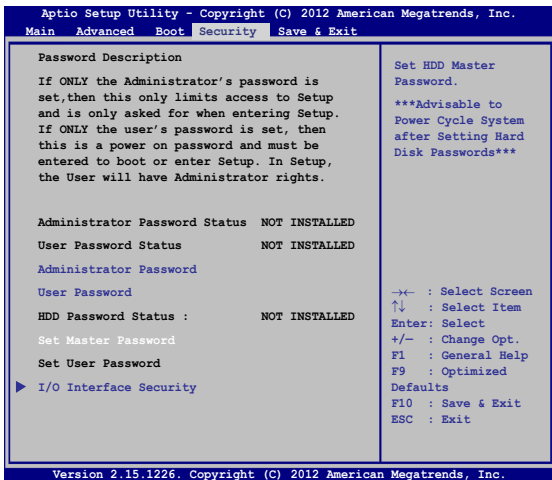 Aptio Setup Utility - Copyright (C) 2012 American Megatrends, Inc.
Main Advanced Boot Security Save & Exit
Password Description
If ONLY the Administrator's password is
set,then this only limits access to Setup
and is only asked for when entering Setup.
If ONLY the user's password is set, then
this is a power on password and must be
entered to boot or enter Setup. In Setup,
the User will have Administrator rights.
Administrator Password Status NOT INSTALLED
User Password Status NOT INSTALLED
Administrator Password
User Password
HDD Password Status : NOT INSTALLED
Set Master Password
Set User Password
I/O Interface Security
Set HDD Master
Password.
***Advisable to
Power Cycle System
after Setting Hard
Disk Passwords***
→← : Select Screen
↑↓ : Select Item
Enter: Select
+/— : Change Opt.
F1 : General Help
F9 : Optimized
Defaults
F10 : Save & Exit
ESC : Exit
Version 2.15.1226. Copyright (C) 2012 American Megatrends, Inc.